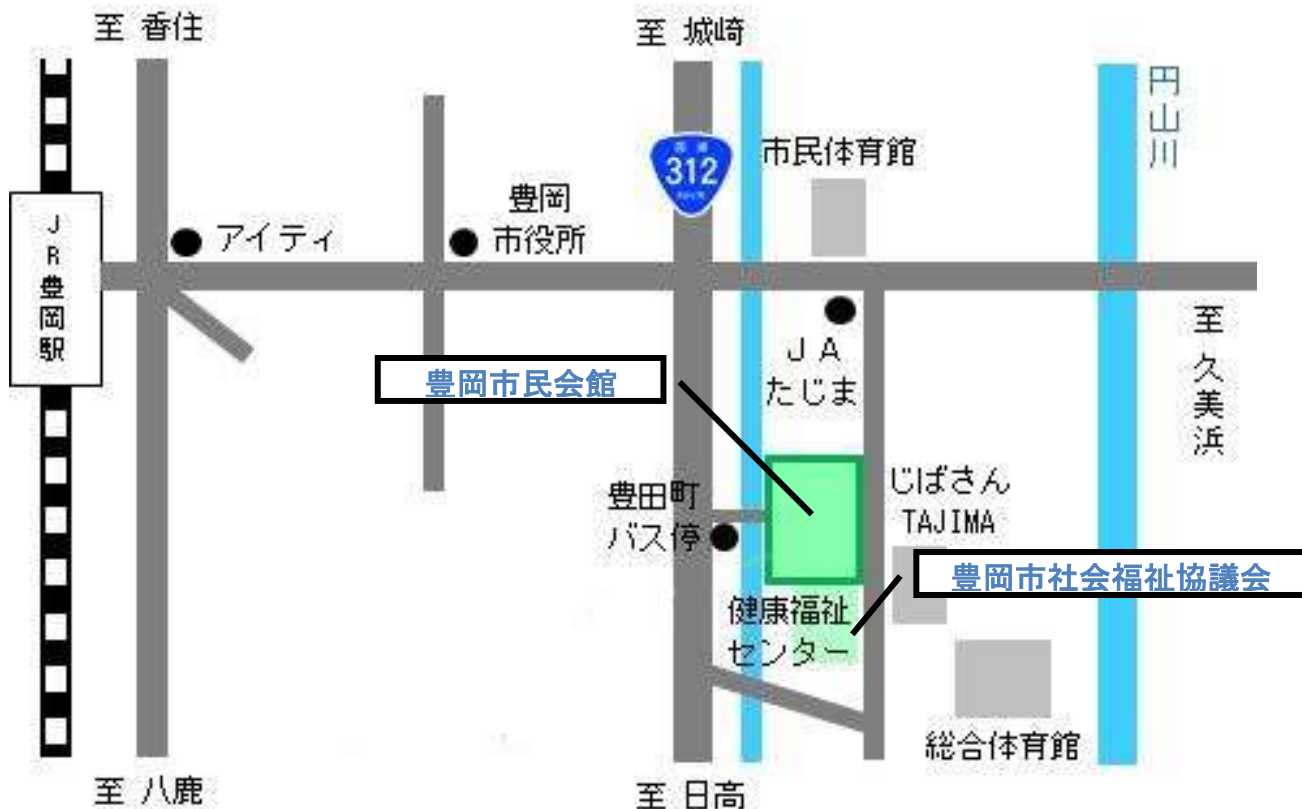 至 香住
至 城崎
円山川
312
市民体育館
豊岡
市役所
アイティ
JR豊岡駅
至 久美浜
JA
たじま
豊岡市民会館
じばさん
TAJIMA
豊田町
バス停
豊岡市社会福祉協議会
健康福祉
センター
総合体育館
至 八鹿
至 日高